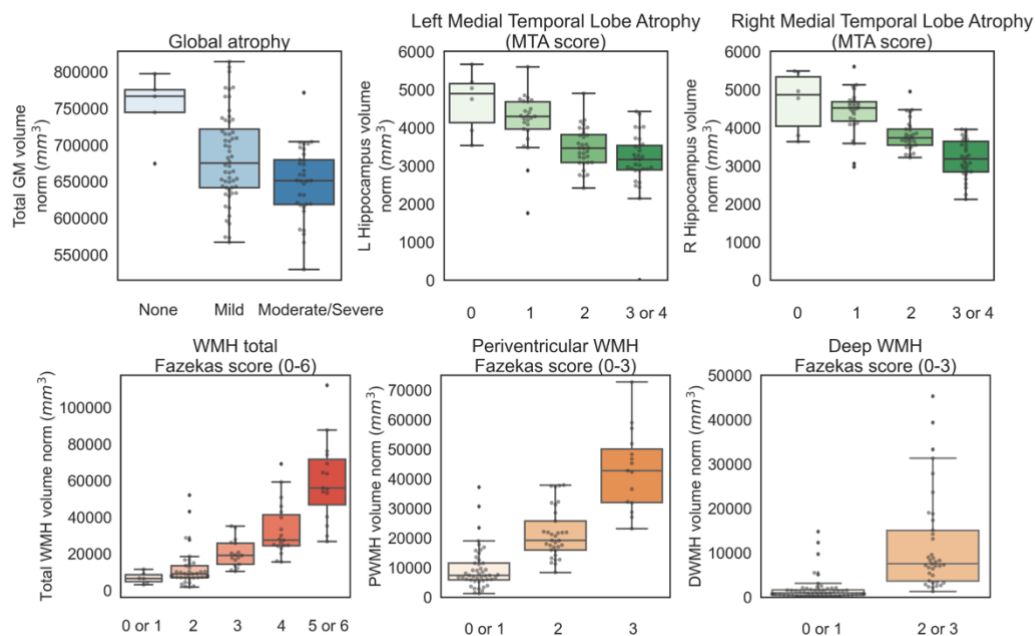 Global atrophy
Total GM volume
norm (mm³)
800000
750000
700000
650000
600000
550000
None
Mild
Moderate/Severe
Left Medial Temporal Lobe Atrophy
(MTA score)
L Hippocampus volume
norm (mm³)
6000
5000
4000
3000
2000
1000
0
0
1
2
3 or 4
Right Medial Temporal Lobe Atrophy
(MTA score)
R Hippocampus volume
norm (mm³)
6000
5000
4000
3000
2000
1000
0
0
1
2
3 or 4
WMH total
Fazekas score (0-6)
Total WMH volume norm (mm³)
100000
80000
60000
40000
20000
0
0 or 1
2
3
4
5 or 6
Periventricular WMH
Fazekas score (0-3)
PWMH volume norm (mm³)
70000
60000
50000
40000
30000
20000
10000
0
0 or 1
2
3
Deep WMH
Fazekas score (0-3)
DWMH volume norm (mm³)
50000
40000
30000
20000
10000
0
0 or 1
2 or 3